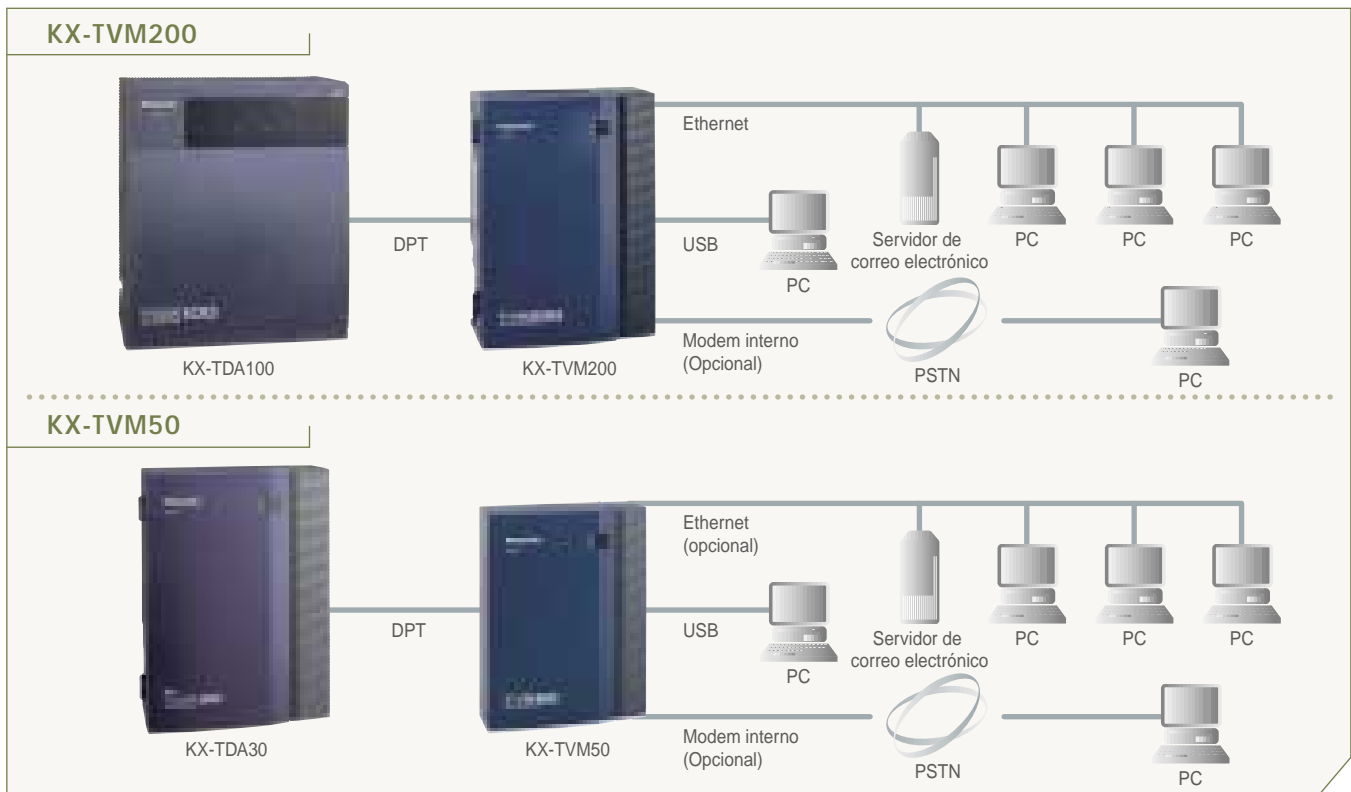 KX-TVM200
Ethernet
DPT
USB
PC
Servidor de
correo electrónico
PC
PC
PC
Modem interno
(Opcional)
PSTN
PC
KX-TDA100
KX-TVM200
KX-TVM50
Ethernet
(opcional)
DPT
USB
PC
Servidor de
correo electrónico
PC
PC
PC
Modem interno
(Opcional)
PSTN
PC
KX-TDA30
KX-TVM50